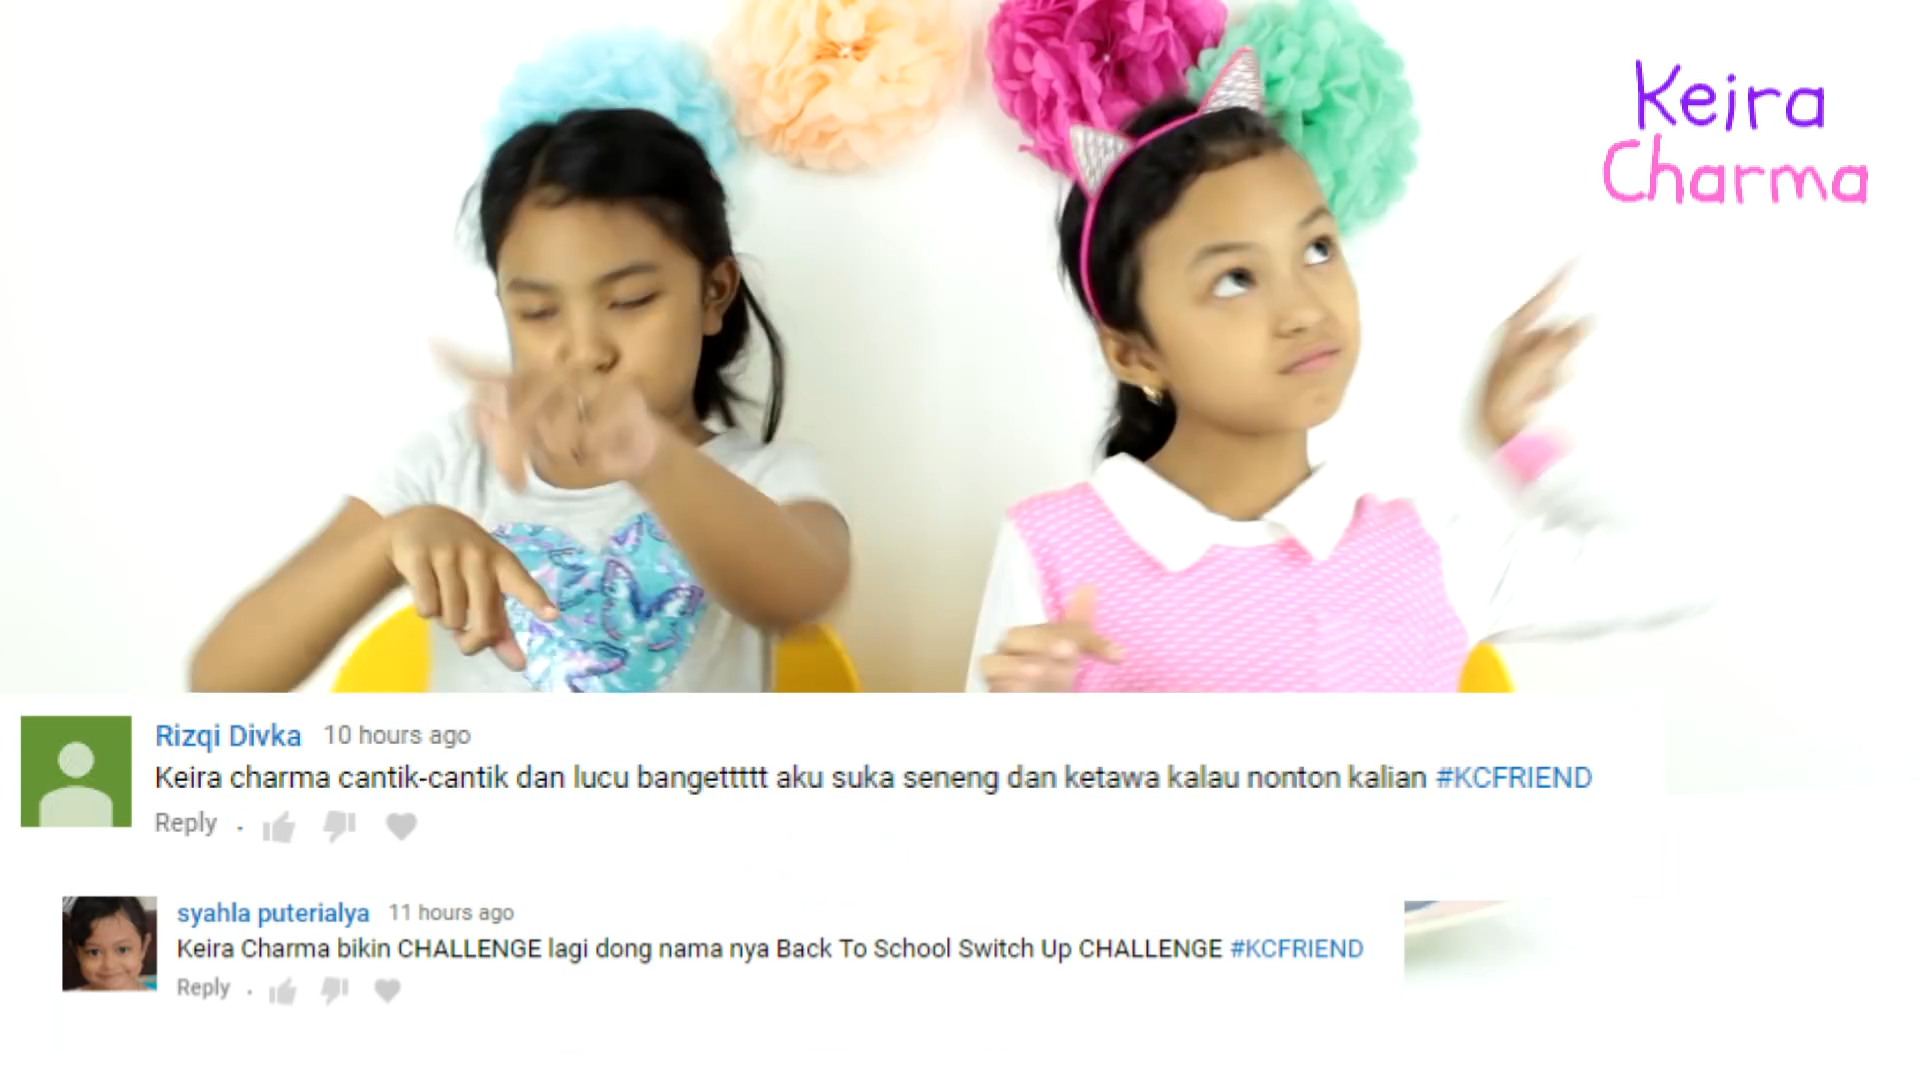 Keira
Charma
Rizqi Divka 10 hours ago
Keira charma cantik-cantik dan lucu bangettttt aku suka seneng dan ketawa kalau nonton kalian #KCFRIEND
Reply
syahla puterialya 11 hours ago
Keira Charma bikin CHALLENGE lagi dong nama nya Back To School Switch Up CHALLENGE #KCFRIEND
Reply